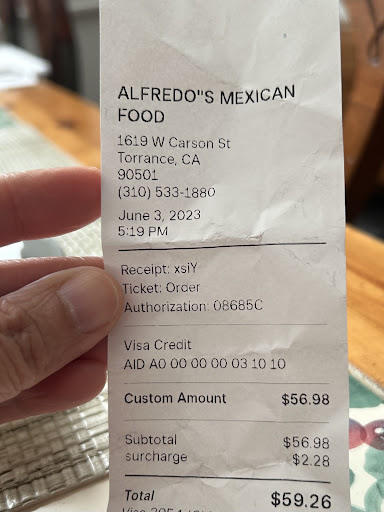 ALFREDO"S MEXICAN
FOOD
1619 W Carson St
Torrance, CA
90501
(310) 533-1880
June 3, 2023
5:19 PM
Receipt: xsiY
Ticket: Order
Authorization: 08685C
Visa Credit
AID A0 00 00 00 03 10 10
Custom Amount $56.98
Subtotal $56.98
surcharge $2.28
Total $59.26
Visa